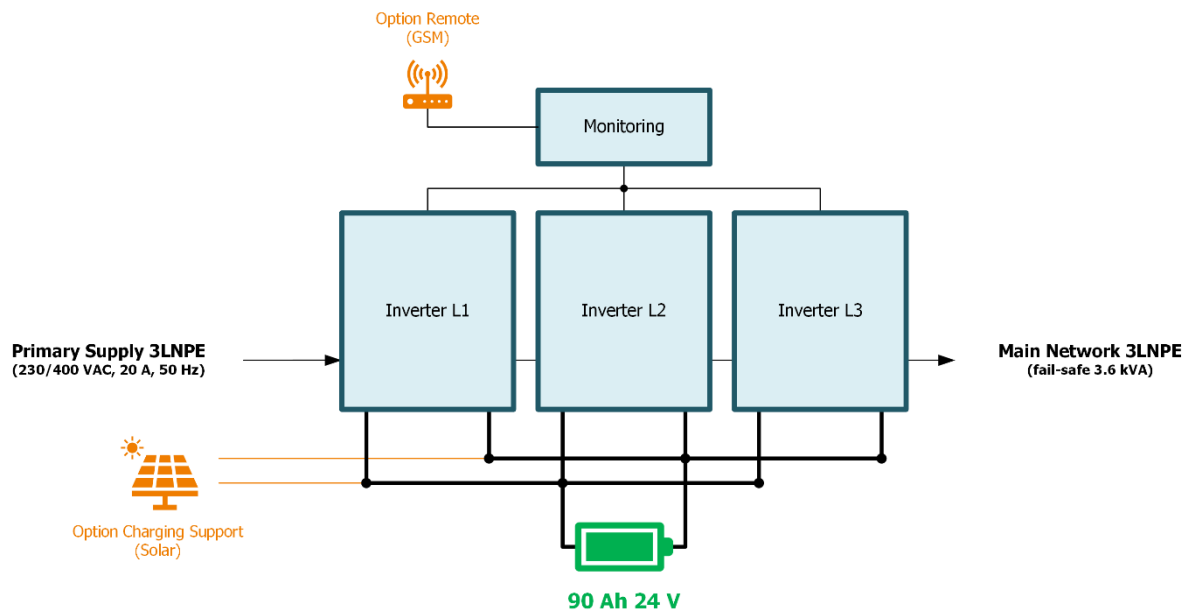 Option Remote
(GSM)
Monitoring
Inverter L1
Inverter L2
Inverter L3
Primary Supply 3LNPE
(230/400 VAC, 20 A, 50 Hz)
Main Network 3LNPE
(fail-safe 3.6 kVA)
Option Charging Support
(Solar)
90 Ah 24 V